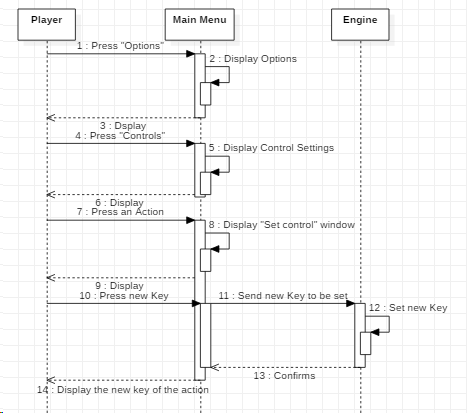 Player
Main Menu
Engine
1 : Press "Options"
2 : Display Options
3 : Dsplay
4 : Press "Controls"
5 : Display Control Settings
6 : Display
7 : Press an Action
8 : Display "Set control" window
9 : Display
10 : Press new Key
11 : Send new Key to be set
12 : Set new Key
13 : Confirms
14 : Display the new key of the action